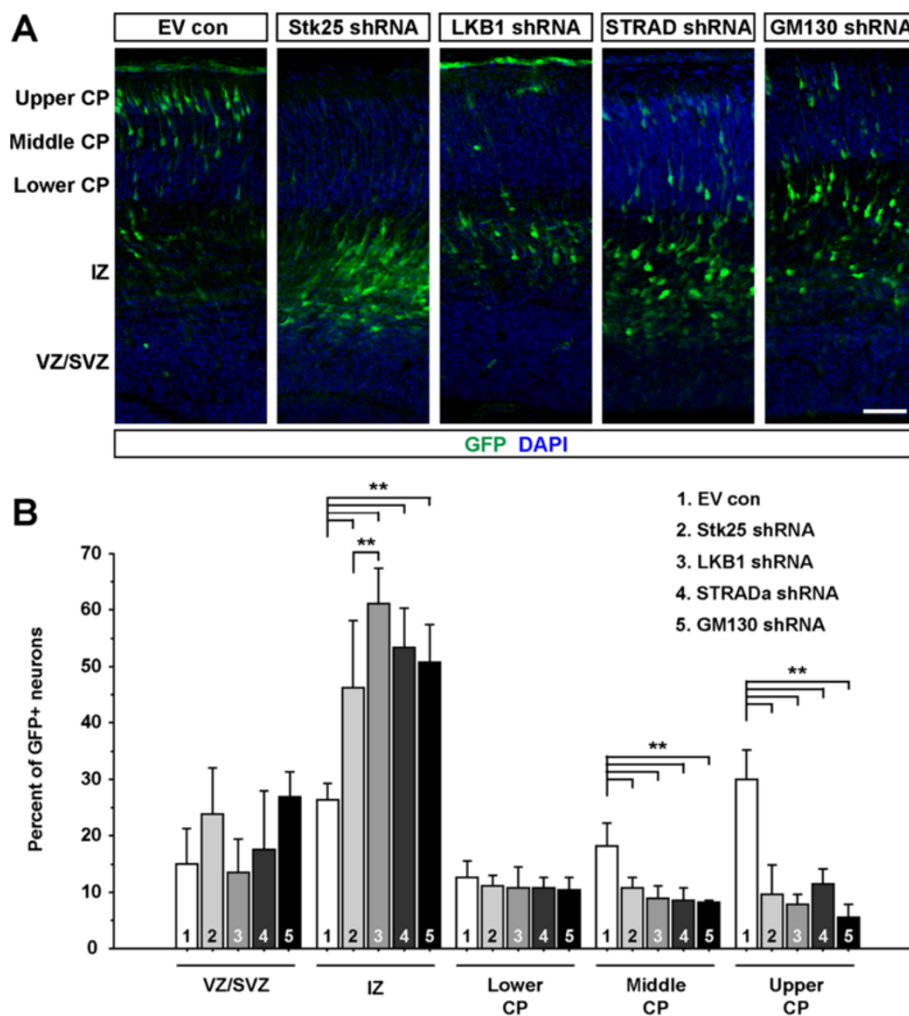 A
EV con
Stk25 shRNA
LKB1 shRNA
STRAD shRNA
GM130 shRNA
Upper CP
Middle CP
Lower CP
IZ
VZ/SVZ
GFP DAPI
B
1. EV con
2. Stk25 shRNA
3. LKB1 shRNA
4. STRADa shRNA
5. GM130 shRNA
**
**
**
**
Percent of GFP+ neurons
70
60
50
40
30
20
10
0
1 2 3 4 5 1 2 3 4 5 1 2 3 4 5 1 2 3 4 5 1 2 3 4 5
VZ/SVZ
IZ
Lower
CP
Middle
CP
Upper
CP